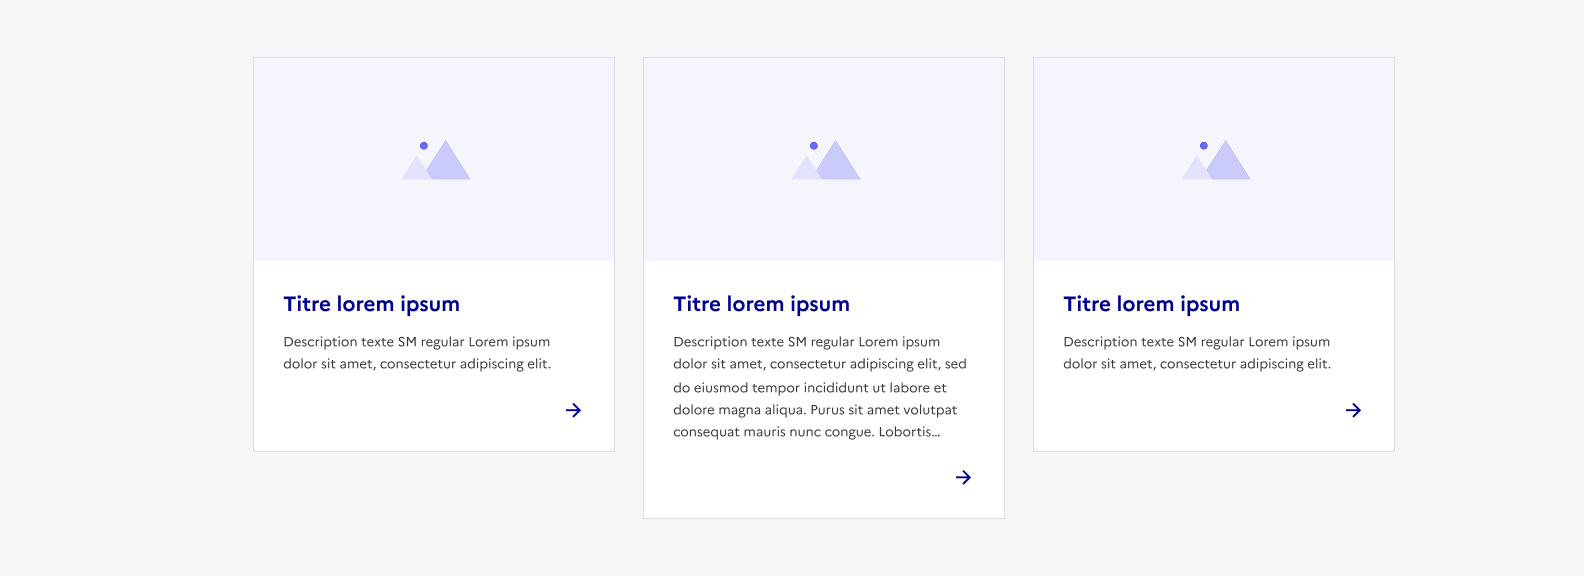 Titre lorem ipsum
Description texte SM regular Lorem ipsum
dolor sit amet, consectetur adipiscing elit.
Titre lorem ipsum
Description texte SM regular Lorem ipsum
dolor sit amet, consectetur adipiscing elit, sed
do eiusmod tempor incididunt ut labore et
dolore magna aliqua. Purus sit amet volutpat
consequat mauris nunc congue. Lobortis…
Titre lorem ipsum
Description texte SM regular Lorem ipsum
dolor sit amet, consectetur adipiscing elit.